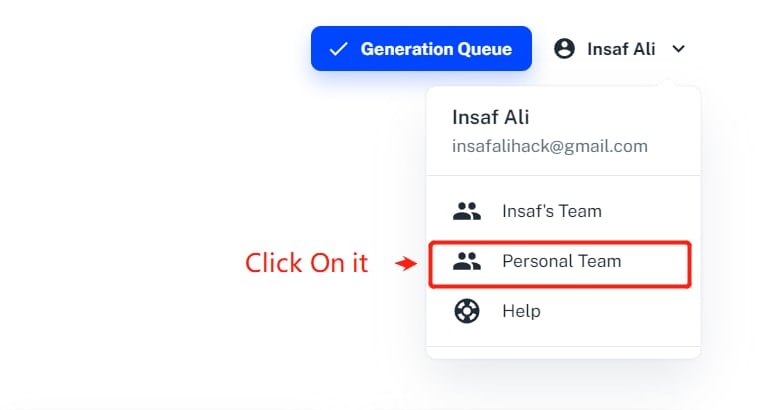 Generation Queue
Insaf Ali
Insaf Ali
insafalihack@gmail.com
Insaf's Team
Click On it
Personal Team
Help